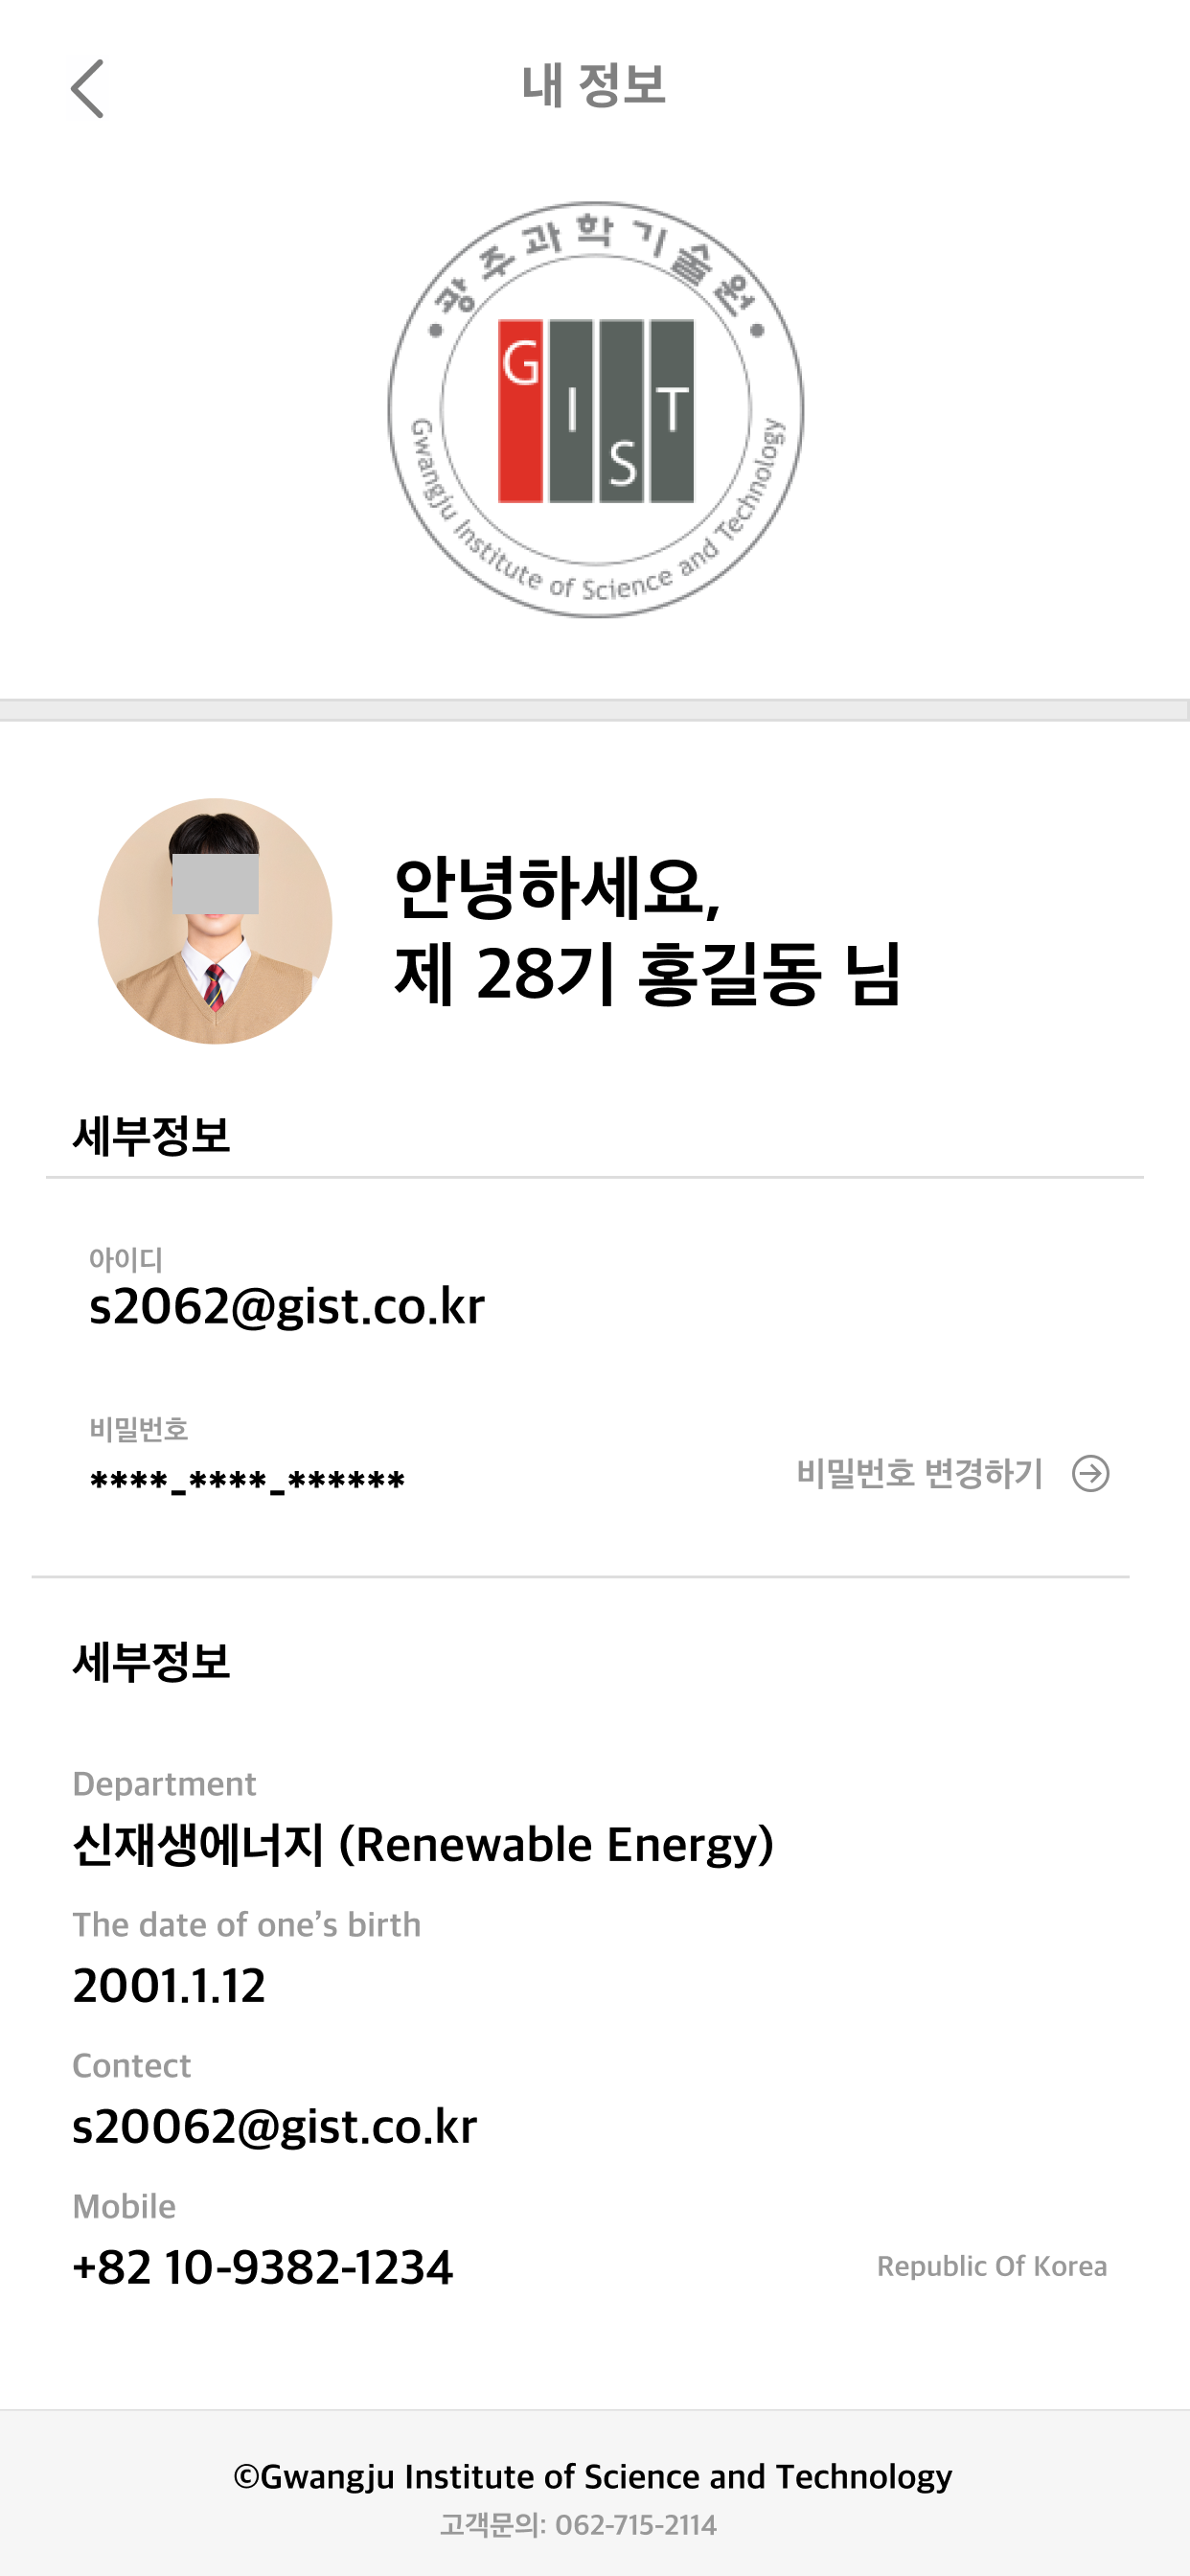 내 정보
광주과학기술원
GIST
Gwangju Institute of Science and Technology
안녕하세요,
제 28기 홍길동 님
세부정보
아이디
s2062@gist.co.kr
비밀번호
****_****_******
비밀번호 변경하기
세부정보
Department
신재생에너지 (Renewable Energy)
The date of one’s birth
2001.1.12
Contect
s20062@gist.co.kr
Mobile
+82 10-9382-1234
Republic Of Korea
©Gwangju Institute of Science and Technology
고객문의: 062-715-2114